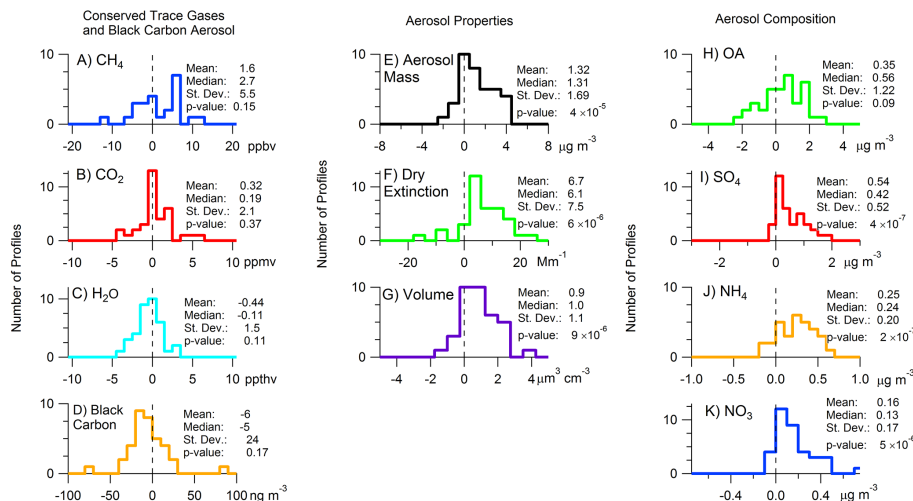 Conserved Trace Gases
and Black Carbon Aerosol
Aerosol Properties
Aerosol Composition
Number of Profiles
A) CH4
Mean: 1.6
Median: 2.7
St. Dev.: 5.5
p-value: 0.15
10
0
-20 -10 0 10 20
ppbv
B) CO2
Mean: 0.32
Median: 0.19
St. Dev.: 2.1
p-value: 0.37
10
0
-10 -5 0 5 10
ppmv
C) H2O
Mean: -0.44
Median: -0.11
St. Dev.: 1.5
p-value: 0.11
10
0
-10 -5 0 5 10
ppthv
D) Black
Carbon
Mean: -6
Median: -5
St. Dev.: 24
p-value: 0.17
10
0
-100 -50 0 50 100 ng m-3
Number of Profiles
E) Aerosol
Mass
Mean: 1.32
Median: 1.31
St. Dev.: 1.69
p-value: 4 ×10-5
10
0
-8 -4 0 4 8
µg m-3
F) Dry
Extinction
Mean: 6.7
Median: 6.1
St. Dev.: 7.5
p-value: 6 ×10-6
10
0
-20 0 20 Mm-1
G) Volume
Mean: 0.9
Median: 1.0
St. Dev.: 1.1
p-value: 9 ×10-6
10
0
-4 -2 0 2 4 µm3 cm-3
Number of Profiles
H) OA
Mean: 0.35
Median: 0.56
St. Dev.: 1.22
p-value: 0.09
10
0
-4 -2 0 2 4
µg m-3
I) SO4
Mean: 0.54
Median: 0.42
St. Dev.: 0.52
p-value: 4 ×10-7
10
0
-2 0 2
µg m-3
J) NH4
Mean: 0.25
Median: 0.24
St. Dev.: 0.20
p-value: 2 ×10
10
0
-1.0 -0.5 0.0 0.5 1.0
µg m-3
K) NO3
Mean: 0.16
Median: 0.13
St. Dev.: 0.17
p-value: 5 ×10-6
10
0
-0.4 0.0 0.4 0.8
µg m-3